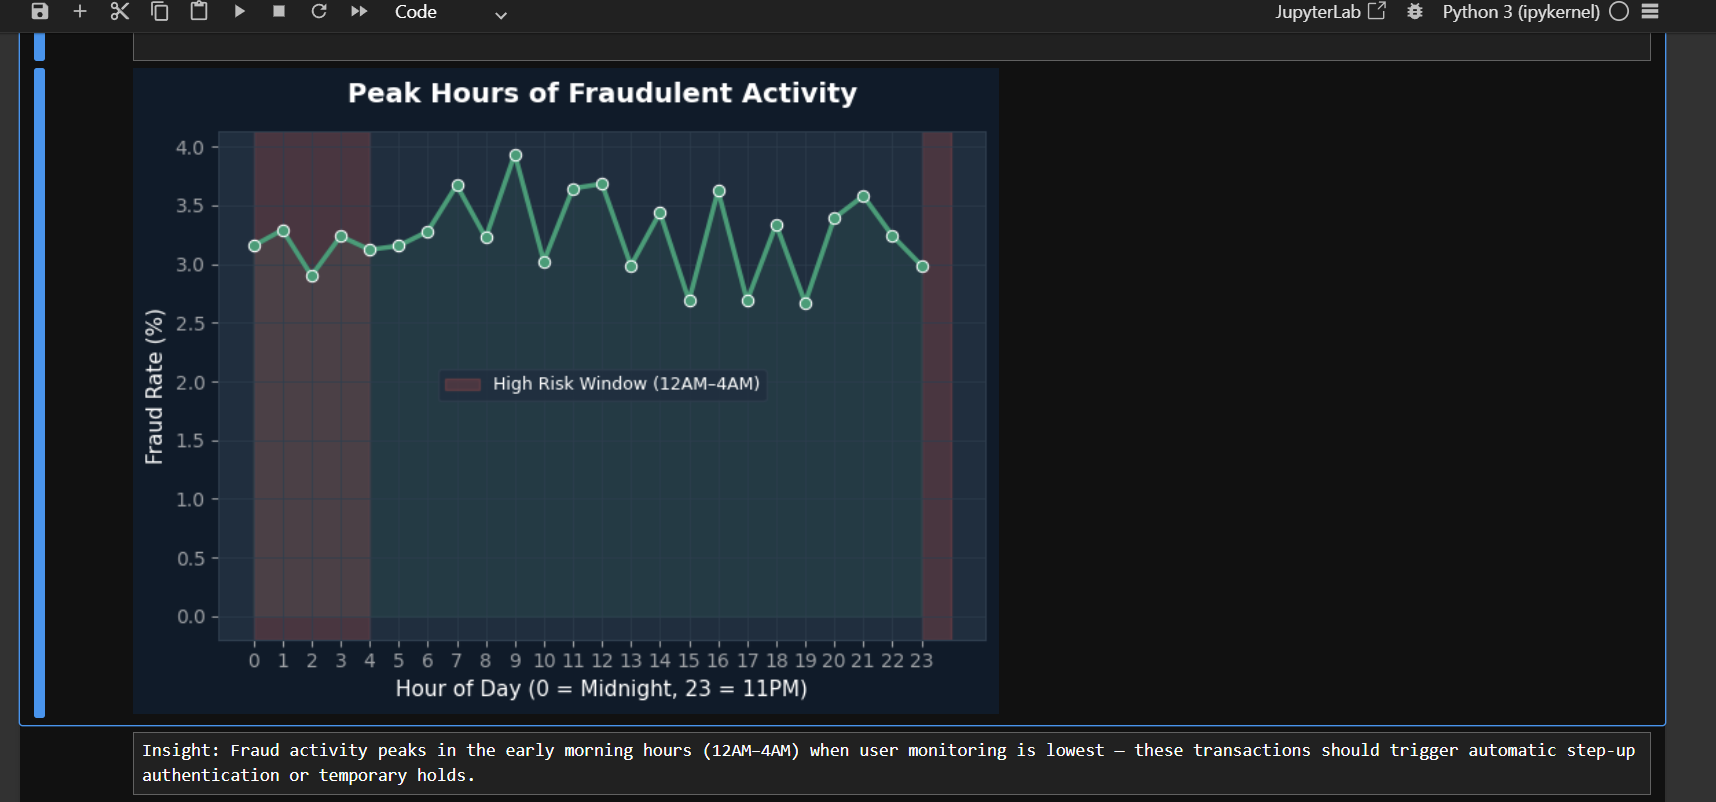 Code
JupyterLab
Python 3 (ipykernel)
Peak Hours of Fraudulent Activity
4.0
3.5
3.0
2.5
2.0
1.5
1.0
0.5
0.0
Fraud Rate (%)
High Risk Window (12AM–4AM)
0 1 2 3 4 5 6 7 8 9 10 11 12 13 14 15 16 17 18 19 20 21 22 23
Hour of Day (0 = Midnight, 23 = 11PM)
Insight: Fraud activity peaks in the early morning hours (12AM–4AM) when user monitoring is lowest — these transactions should trigger automatic step-up
authentication or temporary holds.